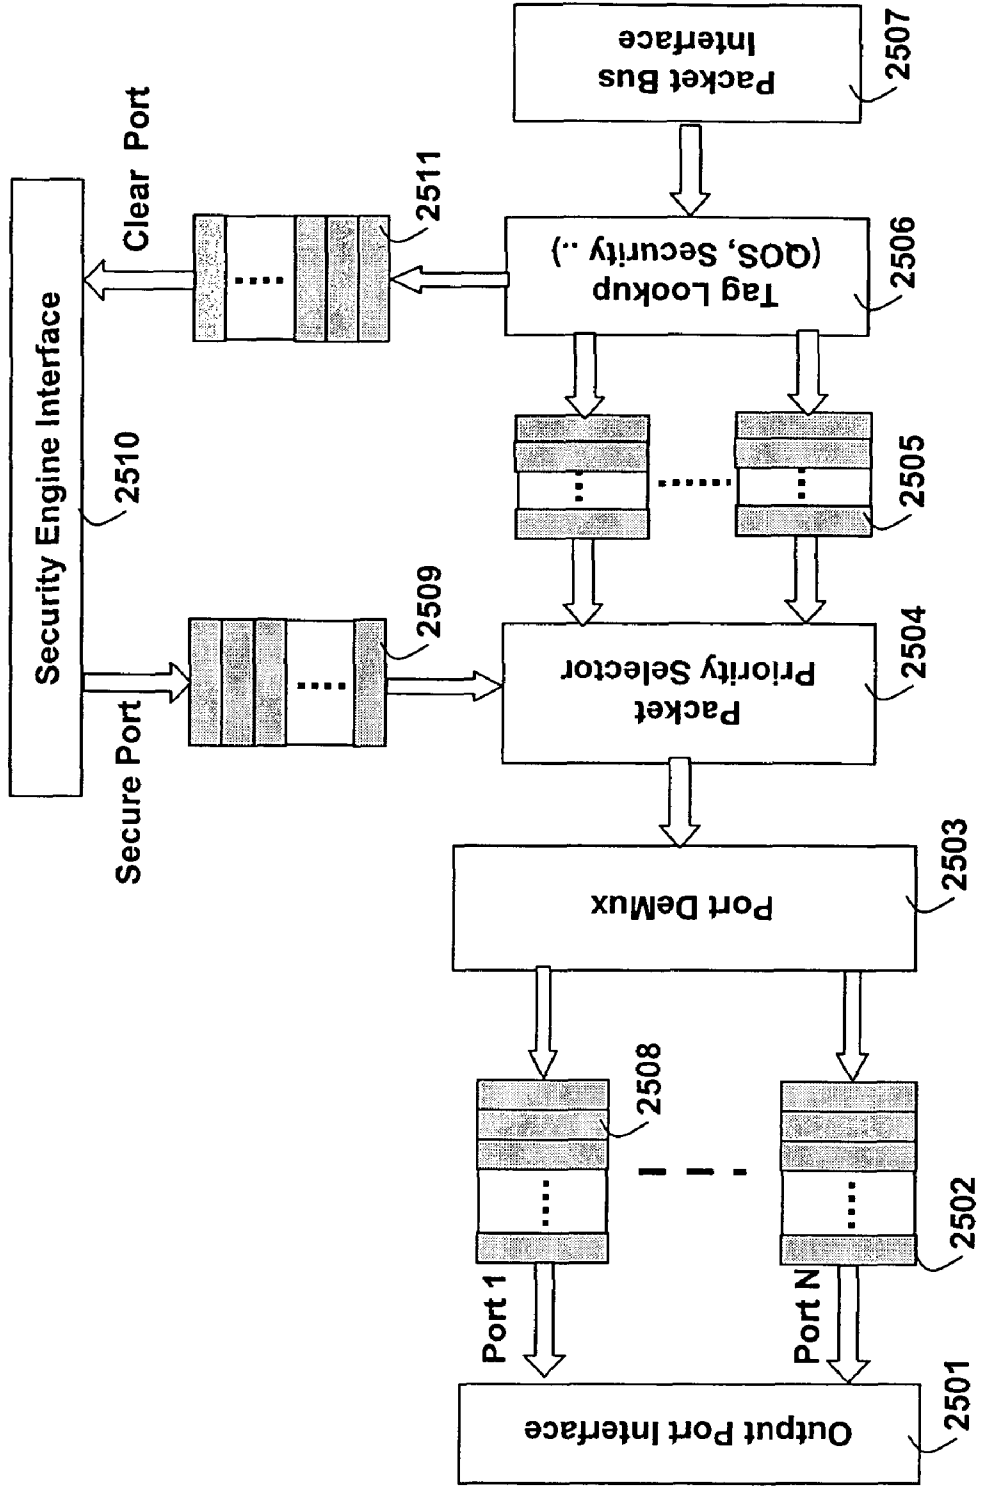 Security Engine Interface
2510
Secure Port
Clear Port
2509
2511
Output Port Interface
2501
Port 1
Port N
2508
2502
Port DeMux
2503
Packet
Priority Selector
2504
2505
Tag Lookup
(QOS, Security ..)
2506
Packet Bus
Interface
2507